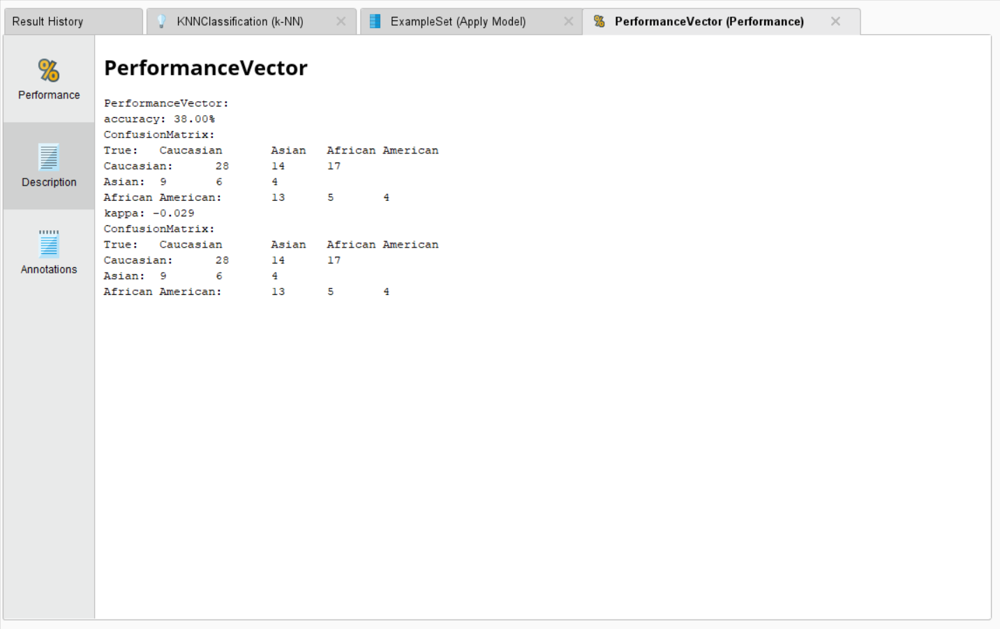 Result History
KNNClassification (k-NN)
ExampleSet (Apply Model)
PerformanceVector (Performance)
%
Performance
Description
Annotations
PerformanceVector
PerformanceVector:
accuracy: 38.00%
ConfusionMatrix:
True: Caucasian Asian African American
Caucasian: 28 14 17
Asian: 9 6 4
African American: 13 5 4
kappa: -0.029
ConfusionMatrix:
True: Caucasian Asian African American
Caucasian: 28 14 17
Asian: 9 6 4
African American: 13 5 4